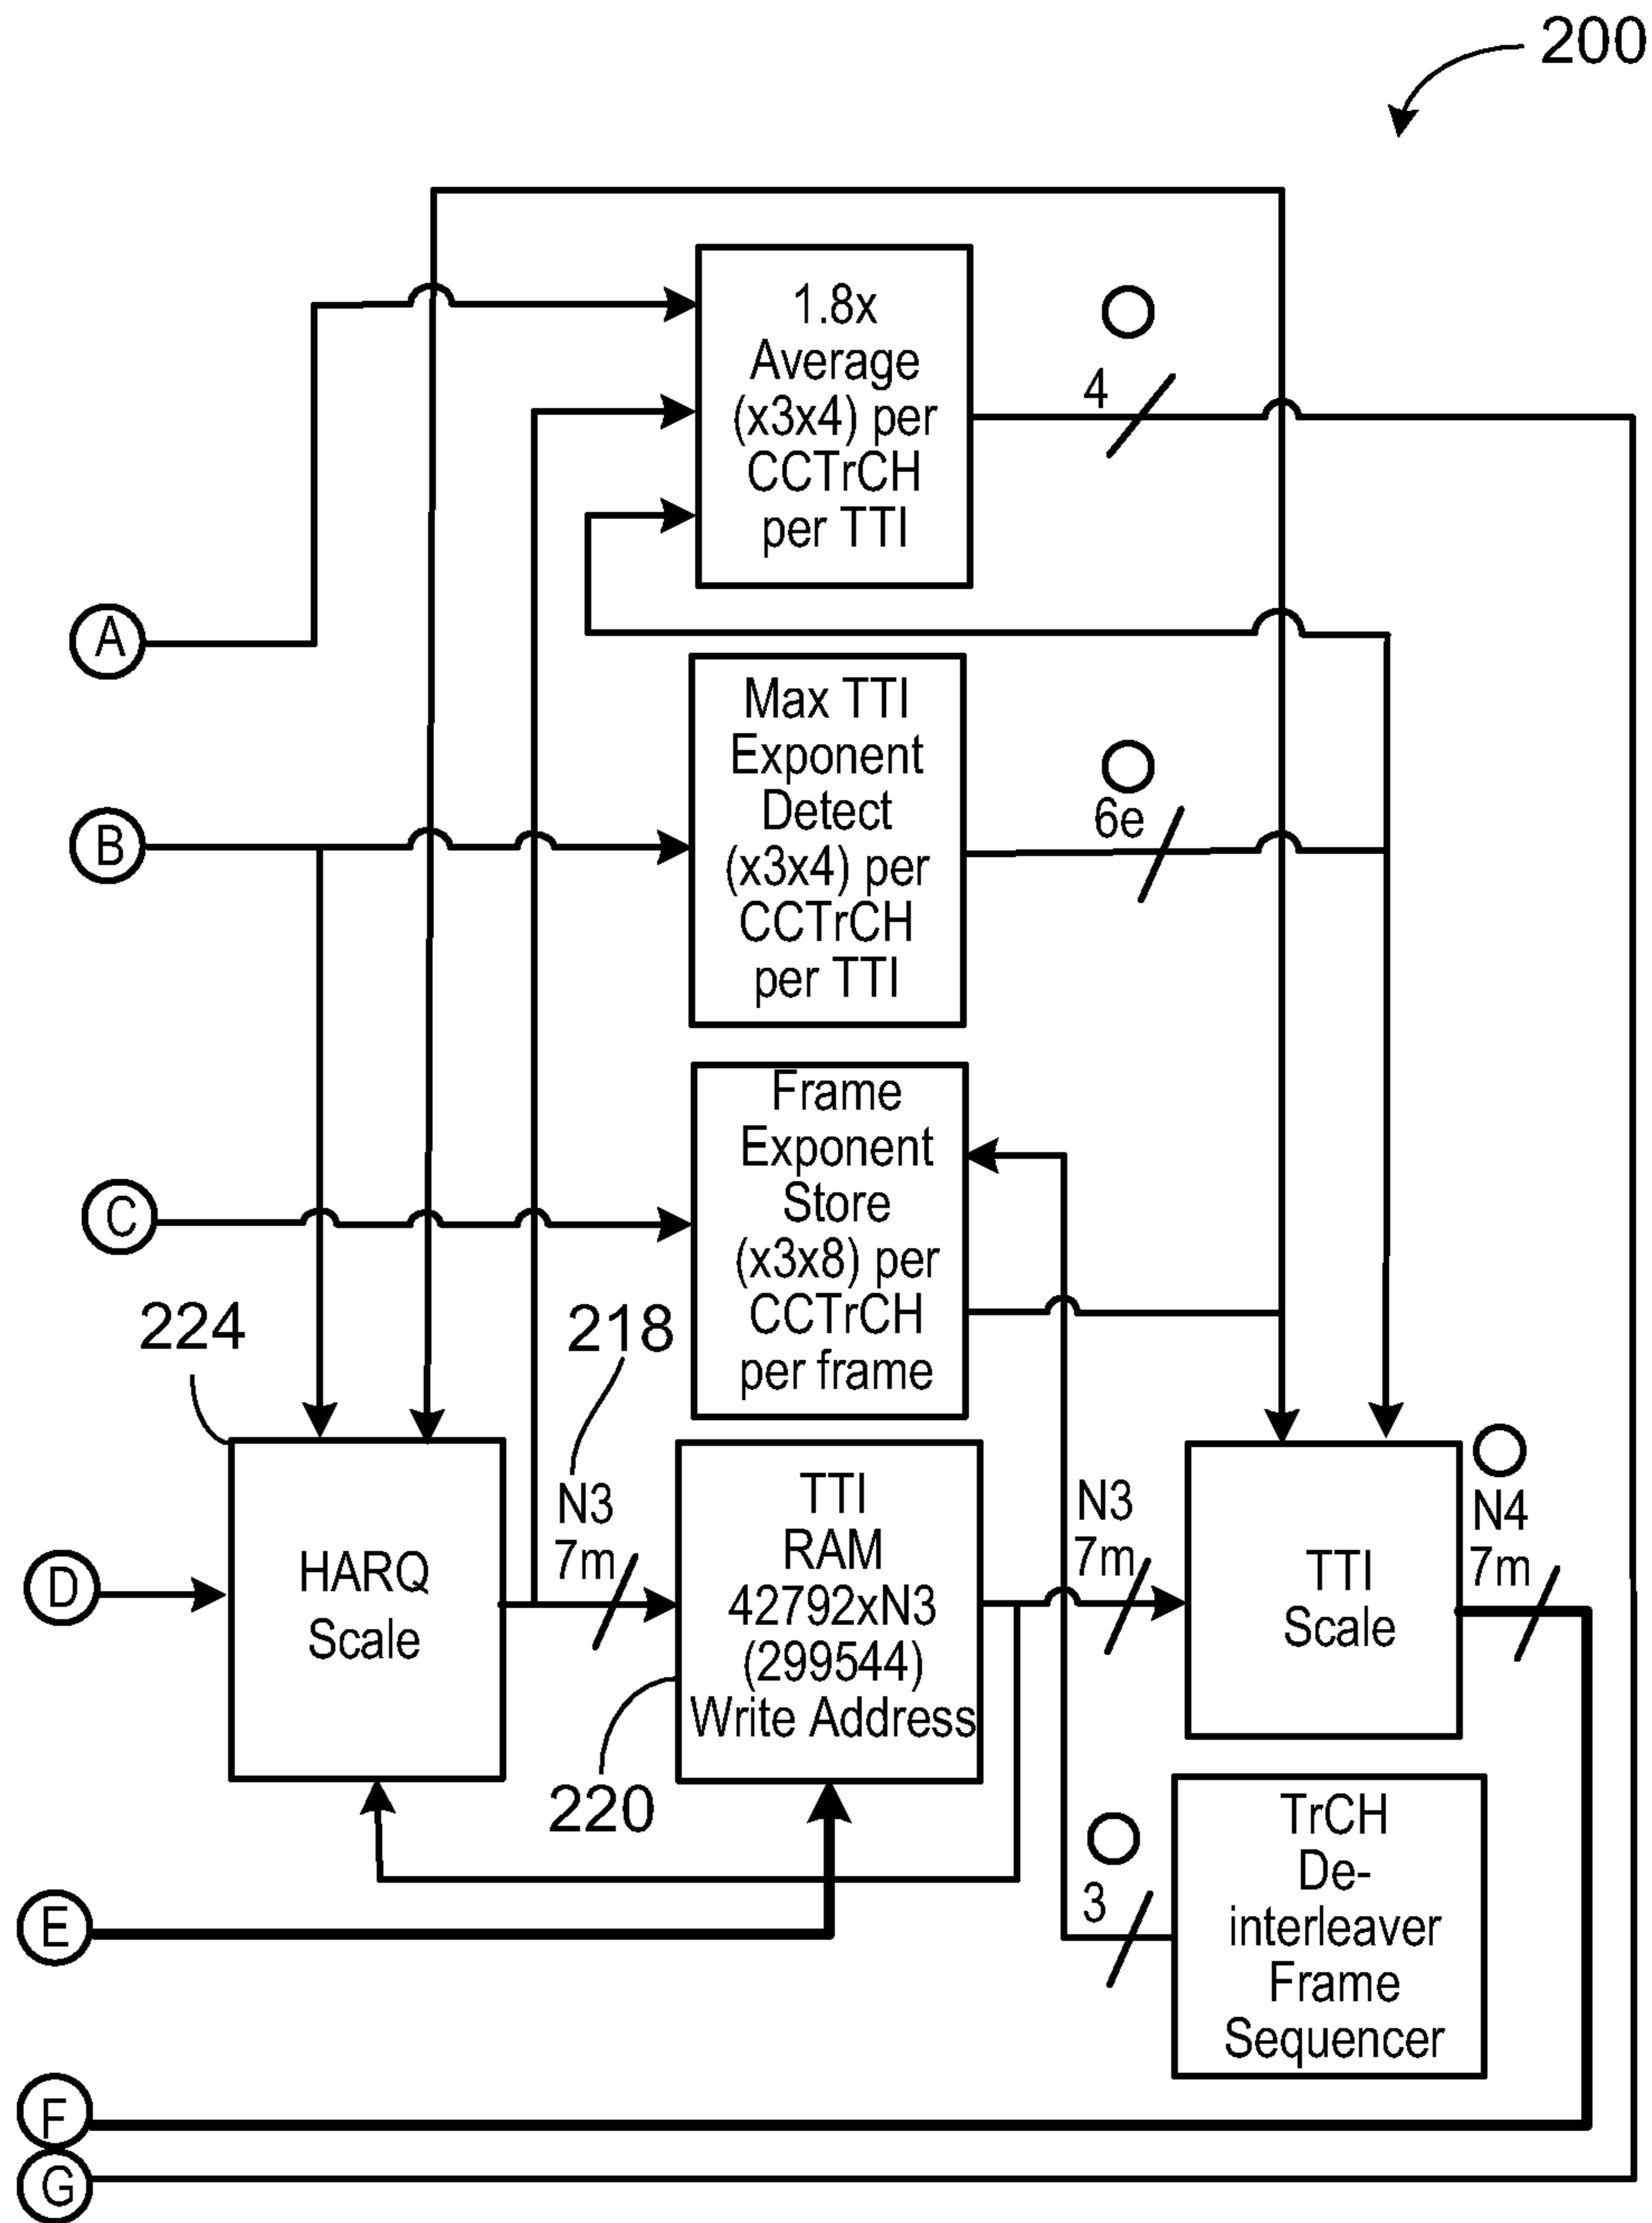 200
1.8x
Average
(x3x4) per
CCTrCH
per TTI
4
A
Max TTI
Exponent
Detect
(x3x4) per
CCTrCH
per TTI
6e
B
Frame
Exponent
Store
(x3x8) per
CCTrCH
per frame
C
224
218
N3
7m
HARQ
Scale
D
TTI
RAM
42792xN3
(299544)
Write Address
220
N3
7m
TTI
Scale
N4
7m
TrCH
De-
interleaver
Frame
Sequencer
3
E
F
G